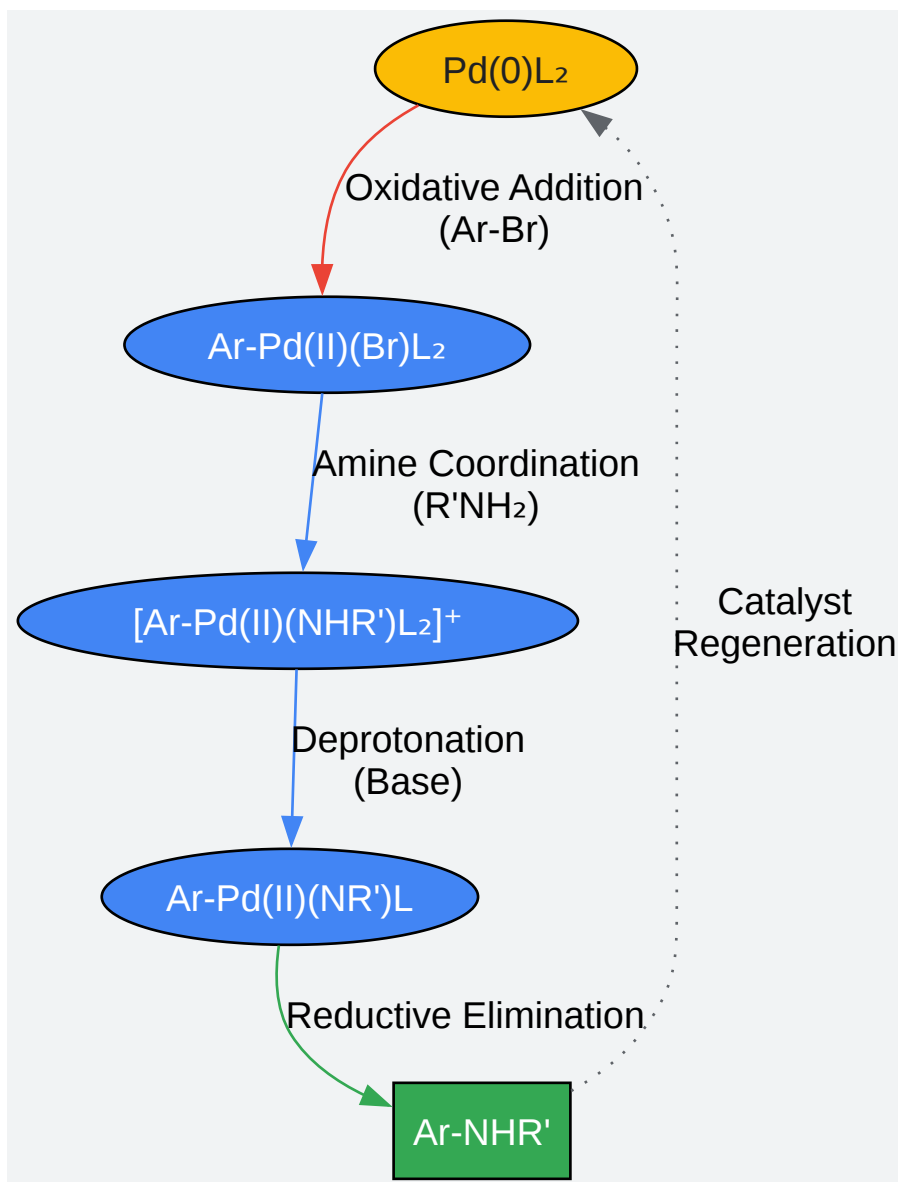 Pd(0)L₂
Oxidative Addition
(Ar-Br)
Ar-Pd(II)(Br)L₂
Amine Coordination
(R'NH₂)
[Ar-Pd(II)(NHR')L₂]⁺
Catalyst
Regeneration
Deprotonation
(Base)
Ar-Pd(II)(NR')L
Reductive Elimination
Ar-NHR'